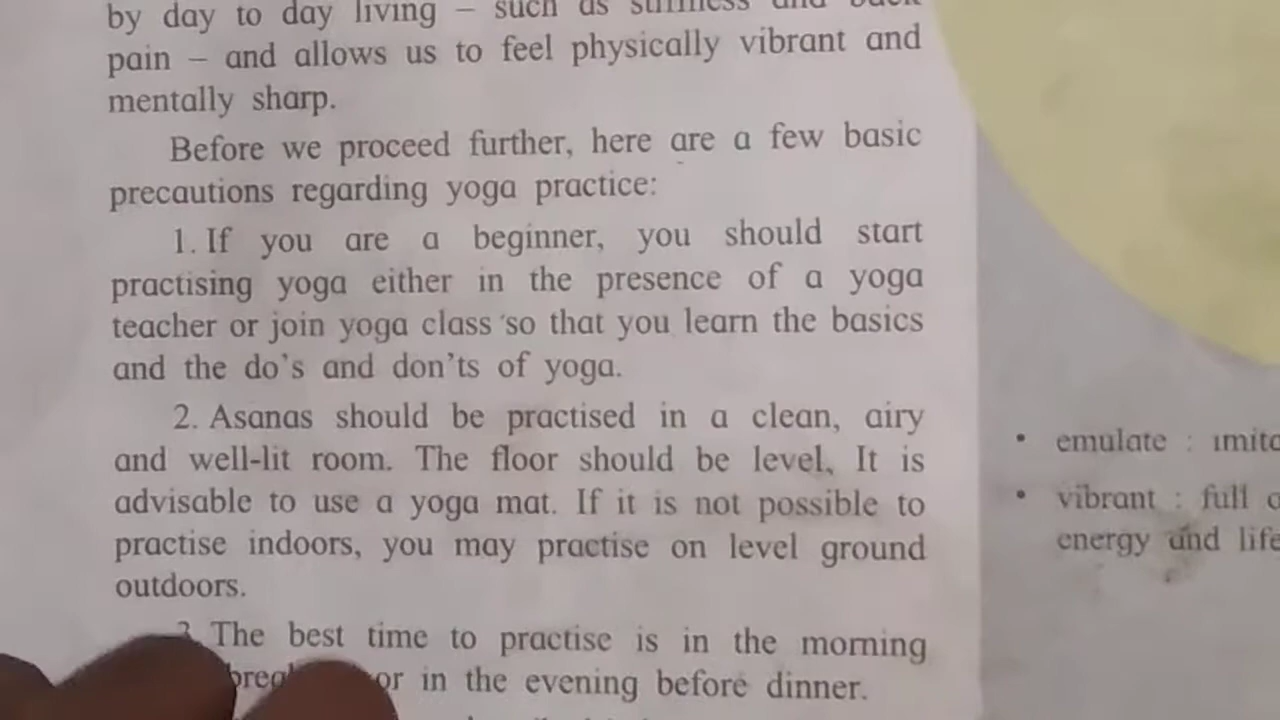 by day to day living – such as stiffness and back
pain – and allows us to feel physically vibrant and
mentally sharp.
Before we proceed further, here are a few basic
precautions regarding yoga practice:
1. If you are a beginner, you should start
practising yoga either in the presence of a yoga
teacher or join yoga class so that you learn the basics
and the do's and don'ts of yoga.
2. Asanas should be practised in a clean, airy
and well-lit room. The floor should be level. It is
advisable to use a yoga mat. If it is not possible to
practise indoors, you may practise on level ground
outdoors.
3. The best time to practise is in the morning
or in the evening before dinner.
• emulate :
• vibrant : full
energy and life